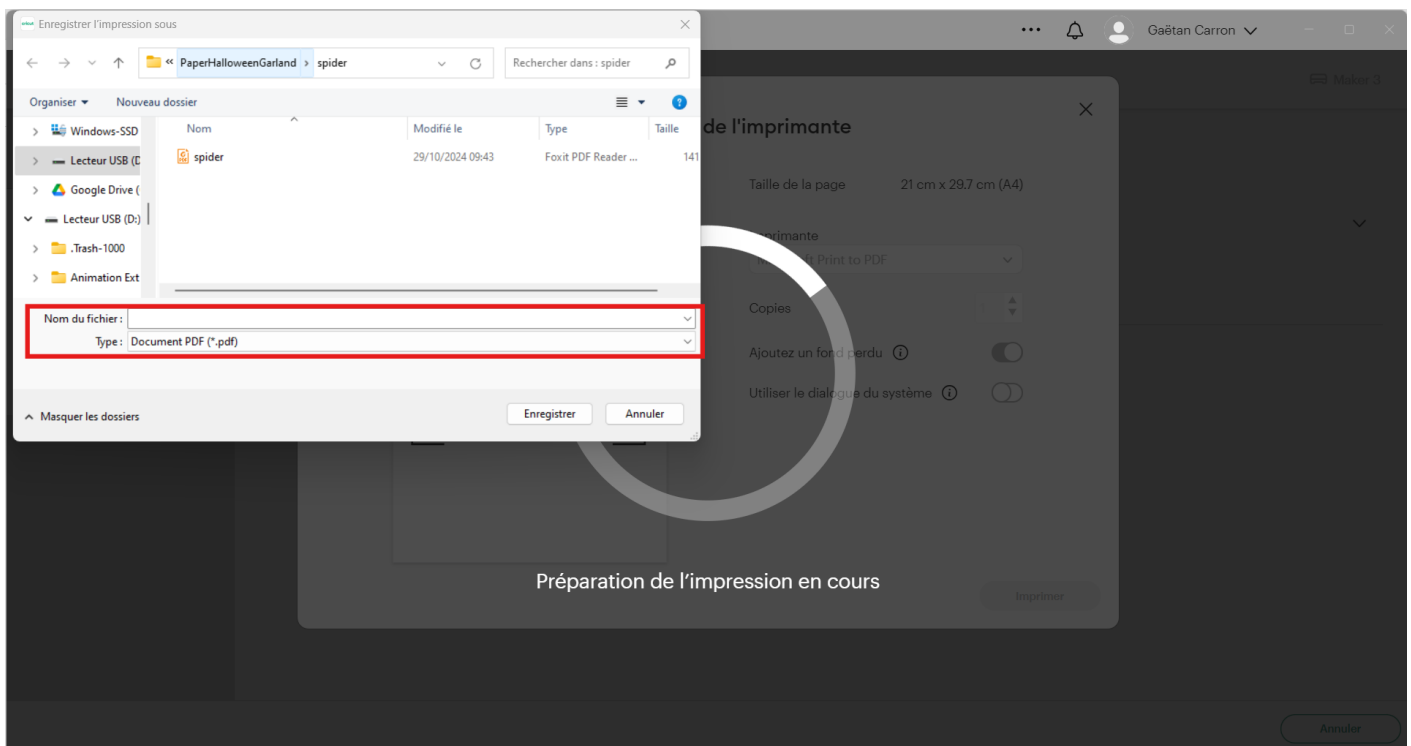 Enregistrer l'impression sous
Gaëtan Carron
« PaperHalloweenGarland > spider
Rechercher dans : spider
Maker 3
Organiser
Nouveau dossier
Nom
Modifié le
Type
Taille
de l'imprimante
Windows-SSD
Lecteur USB (D
spider
29/10/2024 09:43
Foxit PDF Reader ...
141
Google Drive (
Taille de la page
21 cm x 29.7 cm (A4)
Lecteur USB (D:)
.Trash-1000
Animation Ext
Print to PDF
Nom du fichier :
Copies
Type :
Document PDF (*.pdf)
Ajoutez un fond perdu
Utiliser le dialogue du système
Masquer les dossiers
Enregistrer
Annuler
Préparation de l'impression en cours
Imprimer
Annuler